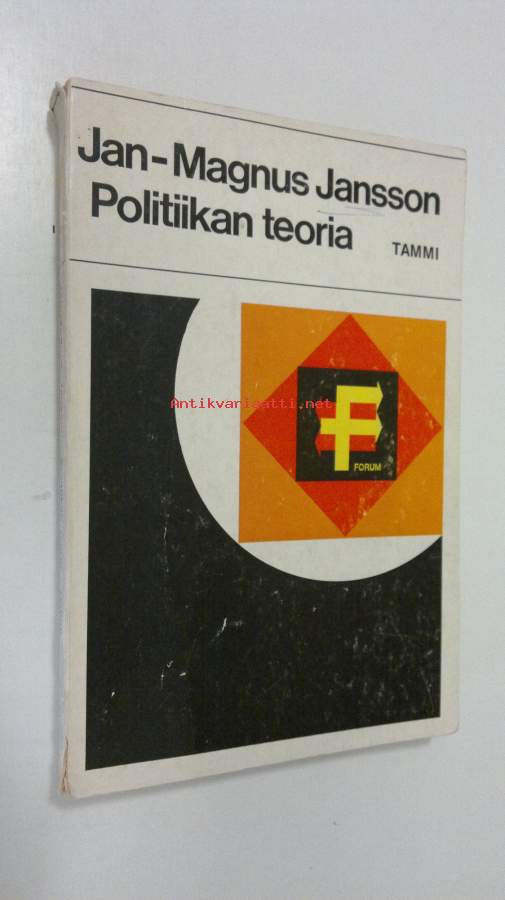 Jan-Magnus Jansson
Politiikan teoria
TAMMI
Antikvariaatti.net
F
FORUM